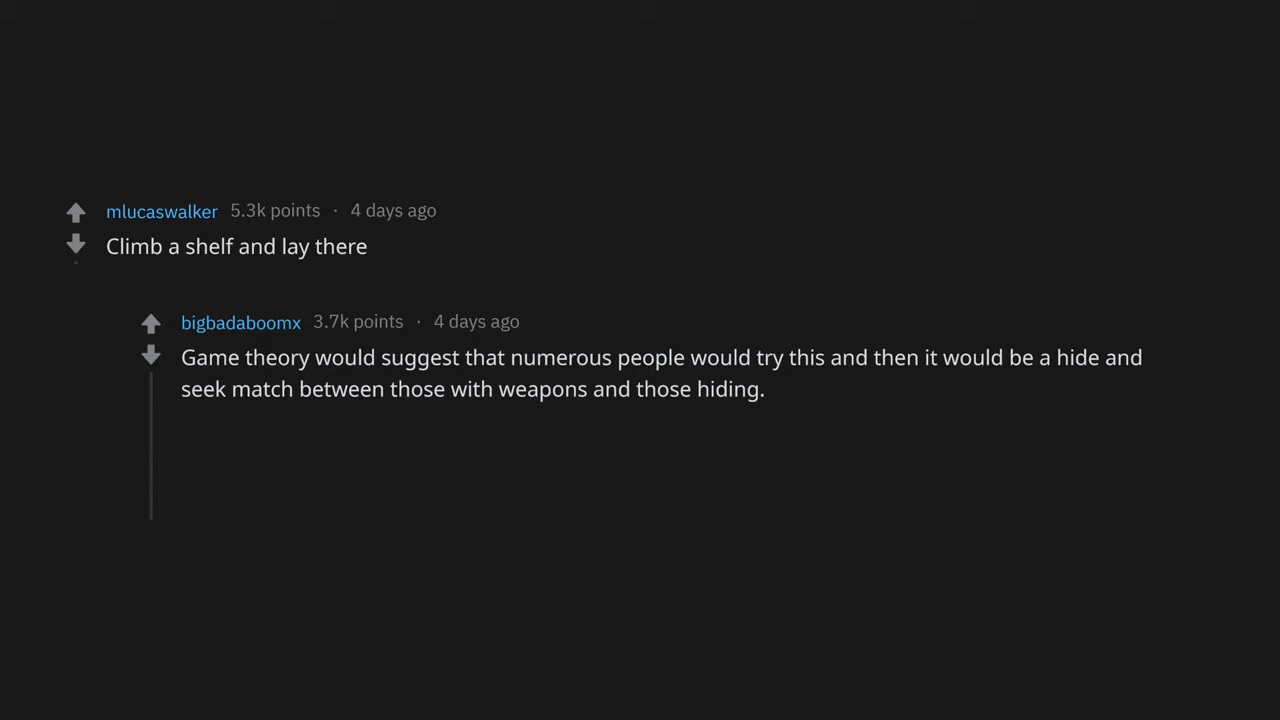 mlucaswalker 5.3k points · 4 days ago
Climb a shelf and lay there
bigbadaboomx 3.7k points · 4 days ago
Game theory would suggest that numerous people would try this and then it would be a hide and
seek match between those with weapons and those hiding.